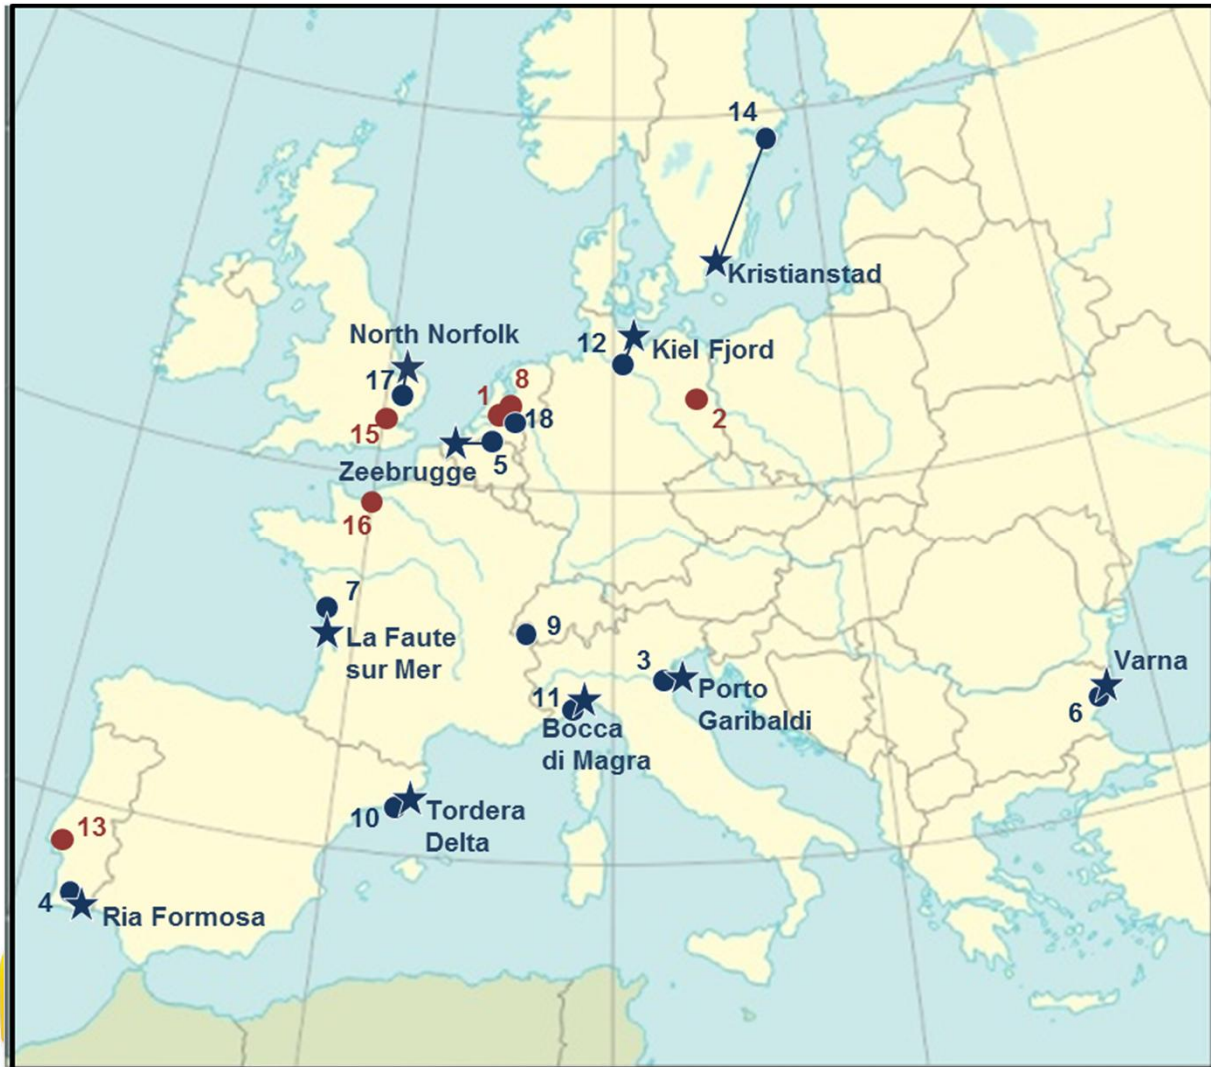 14
Kristianstad
North Norfolk
12
Kiel Fjord
17
8
1
18
2
15
5
Zeebrugge
16
7
La Faute
sur Mer
9
3
Varna
Porto
Garibaldi
6
11
Bocca
di Magra
10
Tordera
Delta
13
4
Ria Formosa